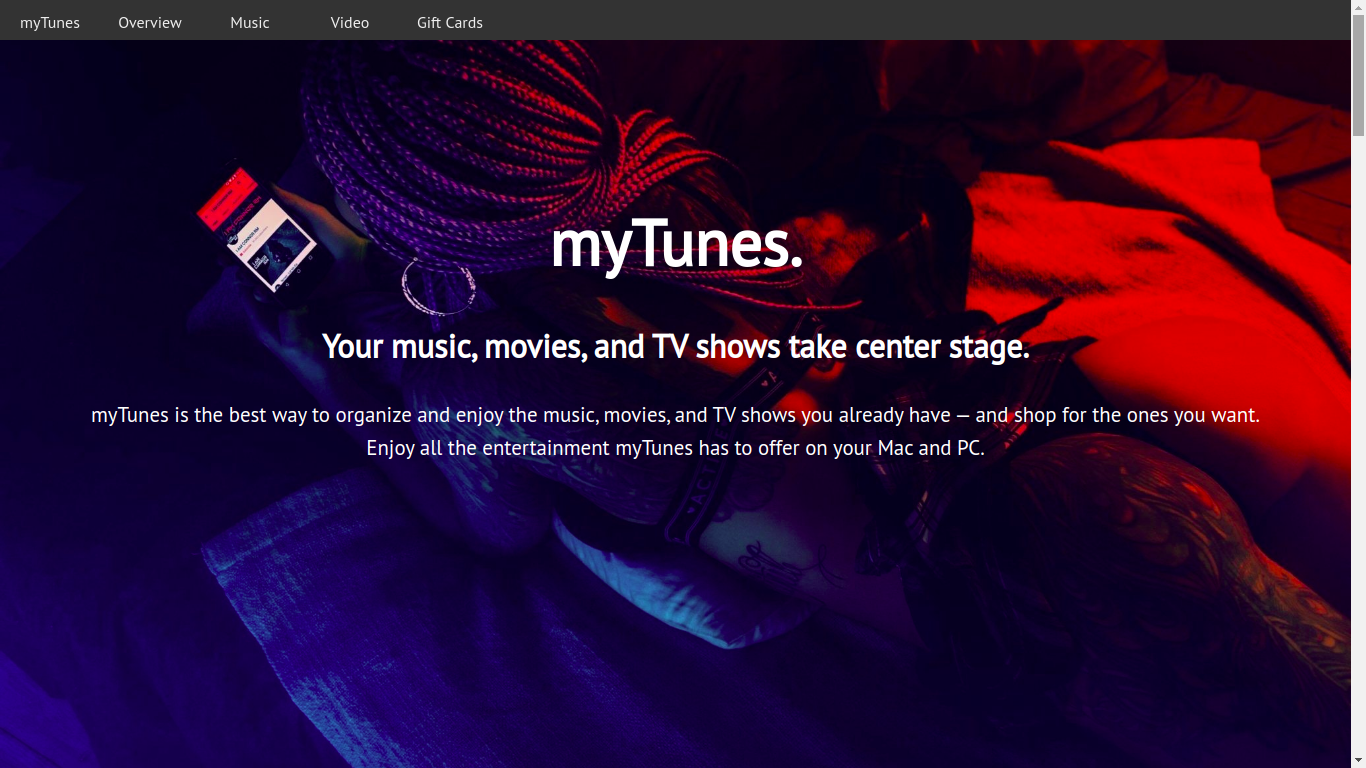 myTunes Overview Music Video Gift Cards
myTunes.
Your music, movies, and TV shows take center stage.
myTunes is the best way to organize and enjoy the music, movies, and TV shows you already have — and shop for the ones you want.
Enjoy all the entertainment myTunes has to offer on your Mac and PC.